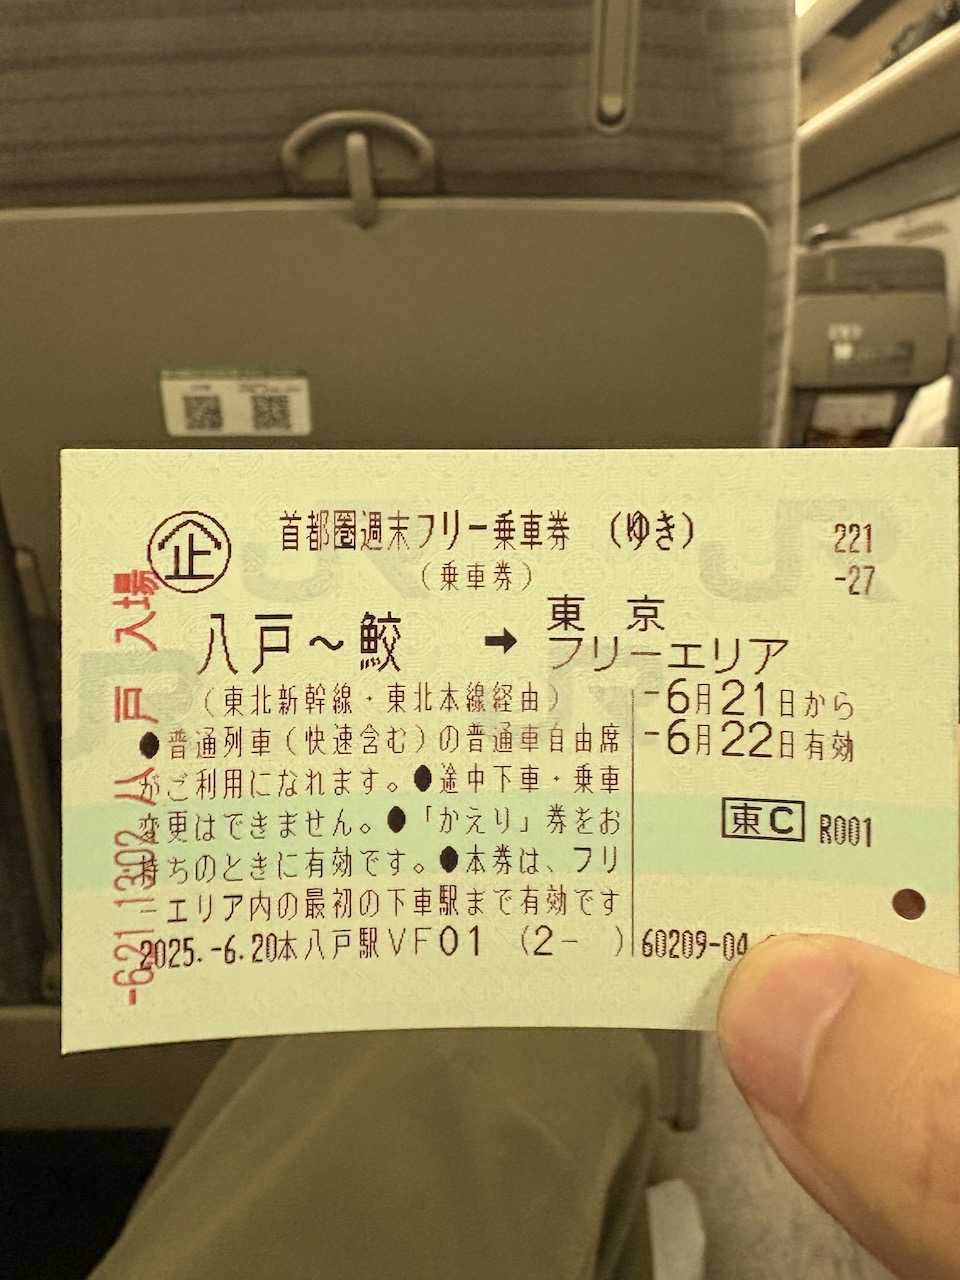 企
首都圏週末フリー乗車券 (ゆき)
(乗車券)
221
-27
八戸〜鮫 ➡ 東京フリーエリア
(東北新幹線・東北本線経由)
●普通列車(快速含む)の普通車自由席
がご利用になれます。●途中下車・乗車
変更はできません。●「かえり」券をお
持ちのときに有効です。●本券は、フリ
ーエリア内の最初の下車駅まで有効です
-6月21日から
-6月22日有効
東C R001
2025.-6.20本八戸駅VF01 (2- ) 60209-04
-6.21 13:02 八戸 入場